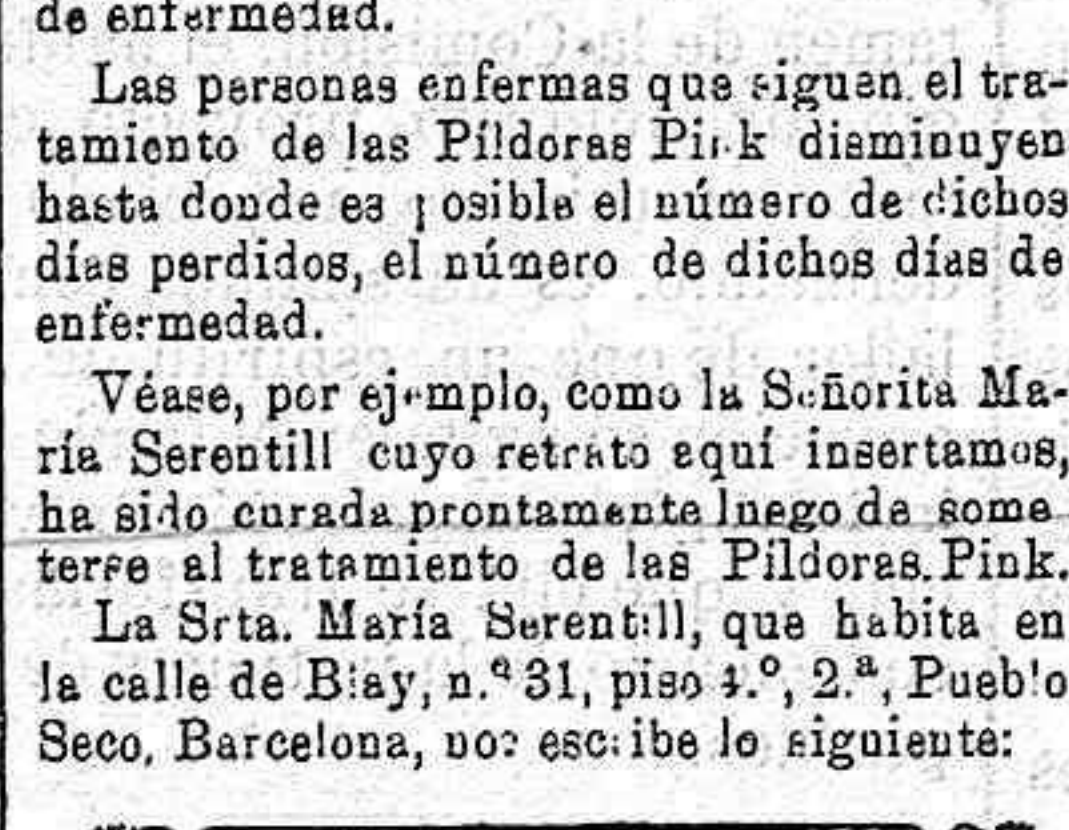 de enfermedad.
Las personas enfermas que siguen el tra-
tamiento de las Píldoras Pink disminuyen
hasta donde es posible el número de dichos
días perdidos, el número de dichos días de
enfermedad.
Véase, por ejemplo, como la Señorita Ma-
ría Serentill cuyo retrato aquí insertamos,
ha sido curada prontamente luego de some
terse al tratamiento de las Píldoras Pink.
La Srta. María Serentill, que habita en
la calle de Blay, n.º 31, piso 4.º, 2.ª, Pueblo
Seco, Barcelona, nos escribe lo siguiente: